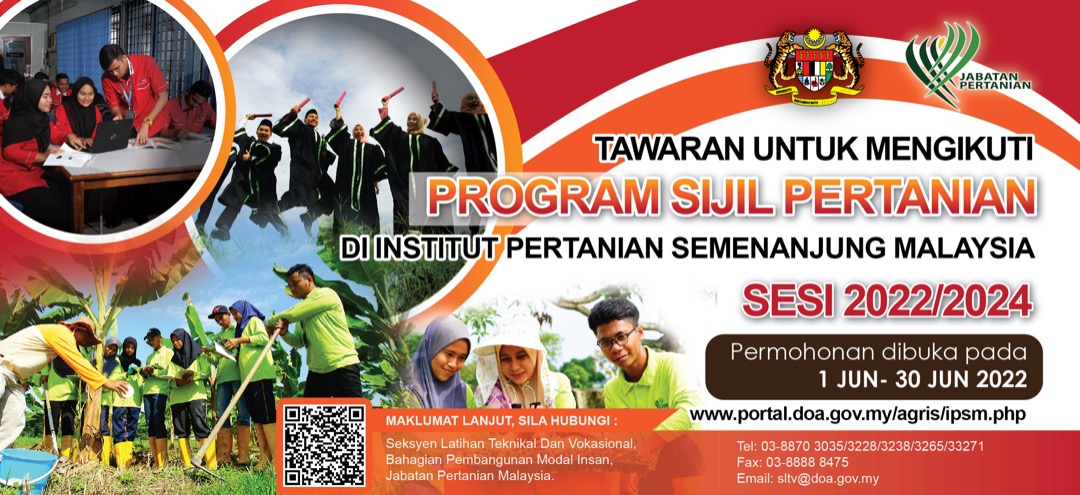 JABATAN
PERTANIAN
TAWARAN UNTUK MENGIKUTI
PROGRAM SIJIL PERTANIAN
DI INSTITUT PERTANIAN SEMENANJUNG MALAYSIA
SESI 2022/2024
Permohonan dibuka pada
1 JUN- 30 JUN 2022
www.portal.doa.gov.my/agris/ipsm.php
MAKLUMAT LANJUT, SILA HUBUNGI :
Seksyen Latihan Teknikal Dan Vokasional,
Bahagian Pembangunan Modal Insan,
Jabatan Pertanian Malaysia.
Tel: 03-8870 3035/3228/3238/3265/33271
Fax: 03-8888 8475
Email: sltv@doa.gov.my